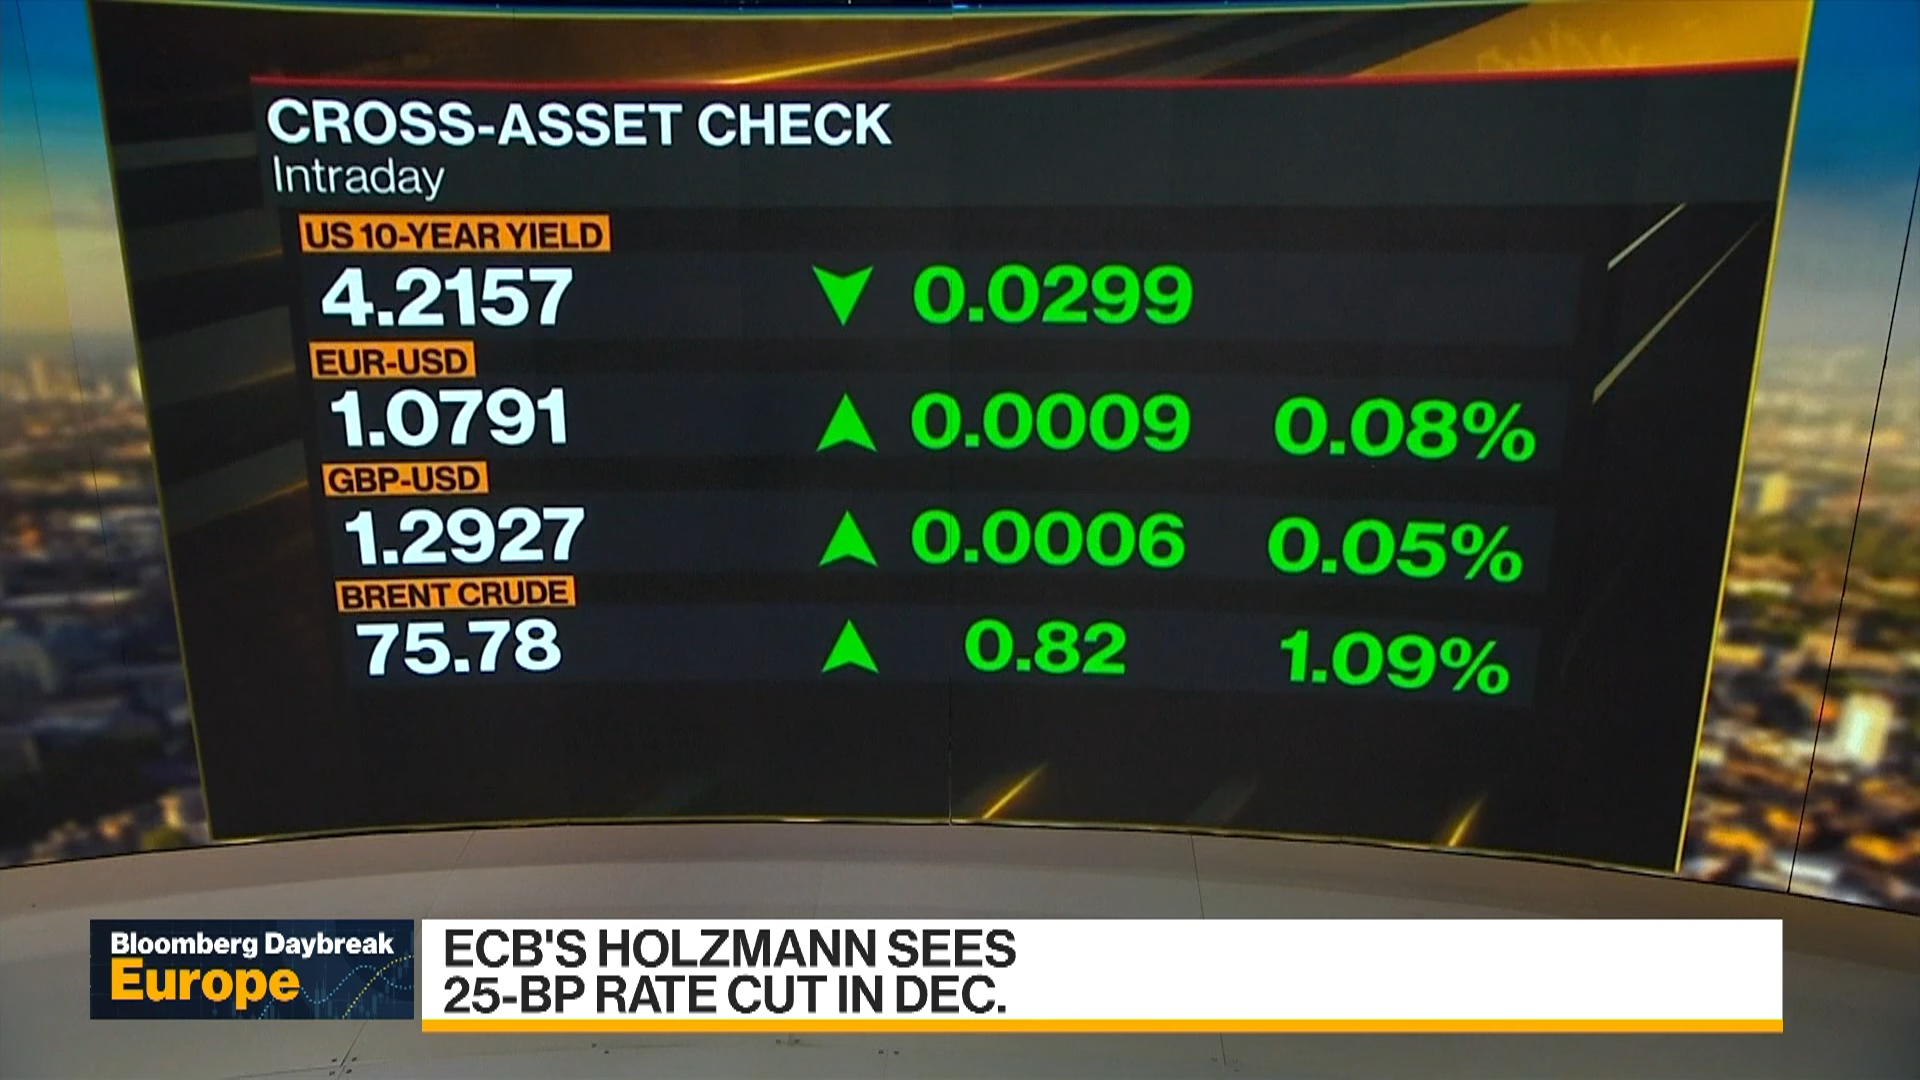 CROSS-ASSET CHECK
Intraday
US 10-YEAR YIELD
4.2157 ▼ 0.0299
EUR-USD
1.0791 ▲ 0.0009 0.08%
GBP-USD
1.2927 ▲ 0.0006 0.05%
BRENT CRUDE
75.78 ▲ 0.82 1.09%
Bloomberg Daybreak
Europe
ECB'S HOLZMANN SEES
25-BP RATE CUT IN DEC.